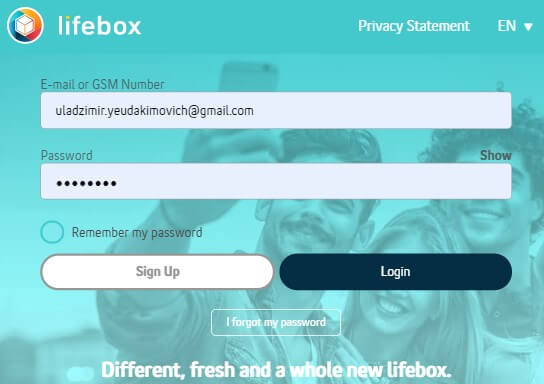 lifebox Privacy Statement EN
E-mail or GSM Number
uladzimir.yeudakimovich@gmail.com
Password Show
••••••••
Remember my password
Sign Up Login
I forgot my password
Different, fresh and a whole new lifebox.